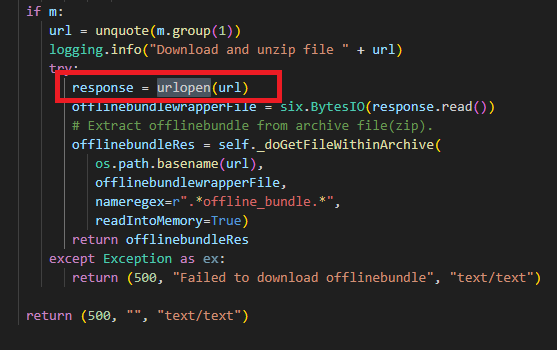 if m:
url = unquote(m.group(1))
logging.info("Download and unzip file " + url)
try:
response = urlopen(url)
offlinebundlewrapperFile = six.BytesIO(response.read())
# Extract offlinebundle from archive file(zip).
offlinebundleRes = self._doGetFileWithinArchive(
os.path.basename(url),
offlinebundlewrapperFile,
nameregex=r".*offline_bundle.*",
readIntoMemory=True)
return offlinebundleRes
except Exception as ex:
return (500, "Failed to download offlinebundle", "text/text")
return (500, "", "text/text")